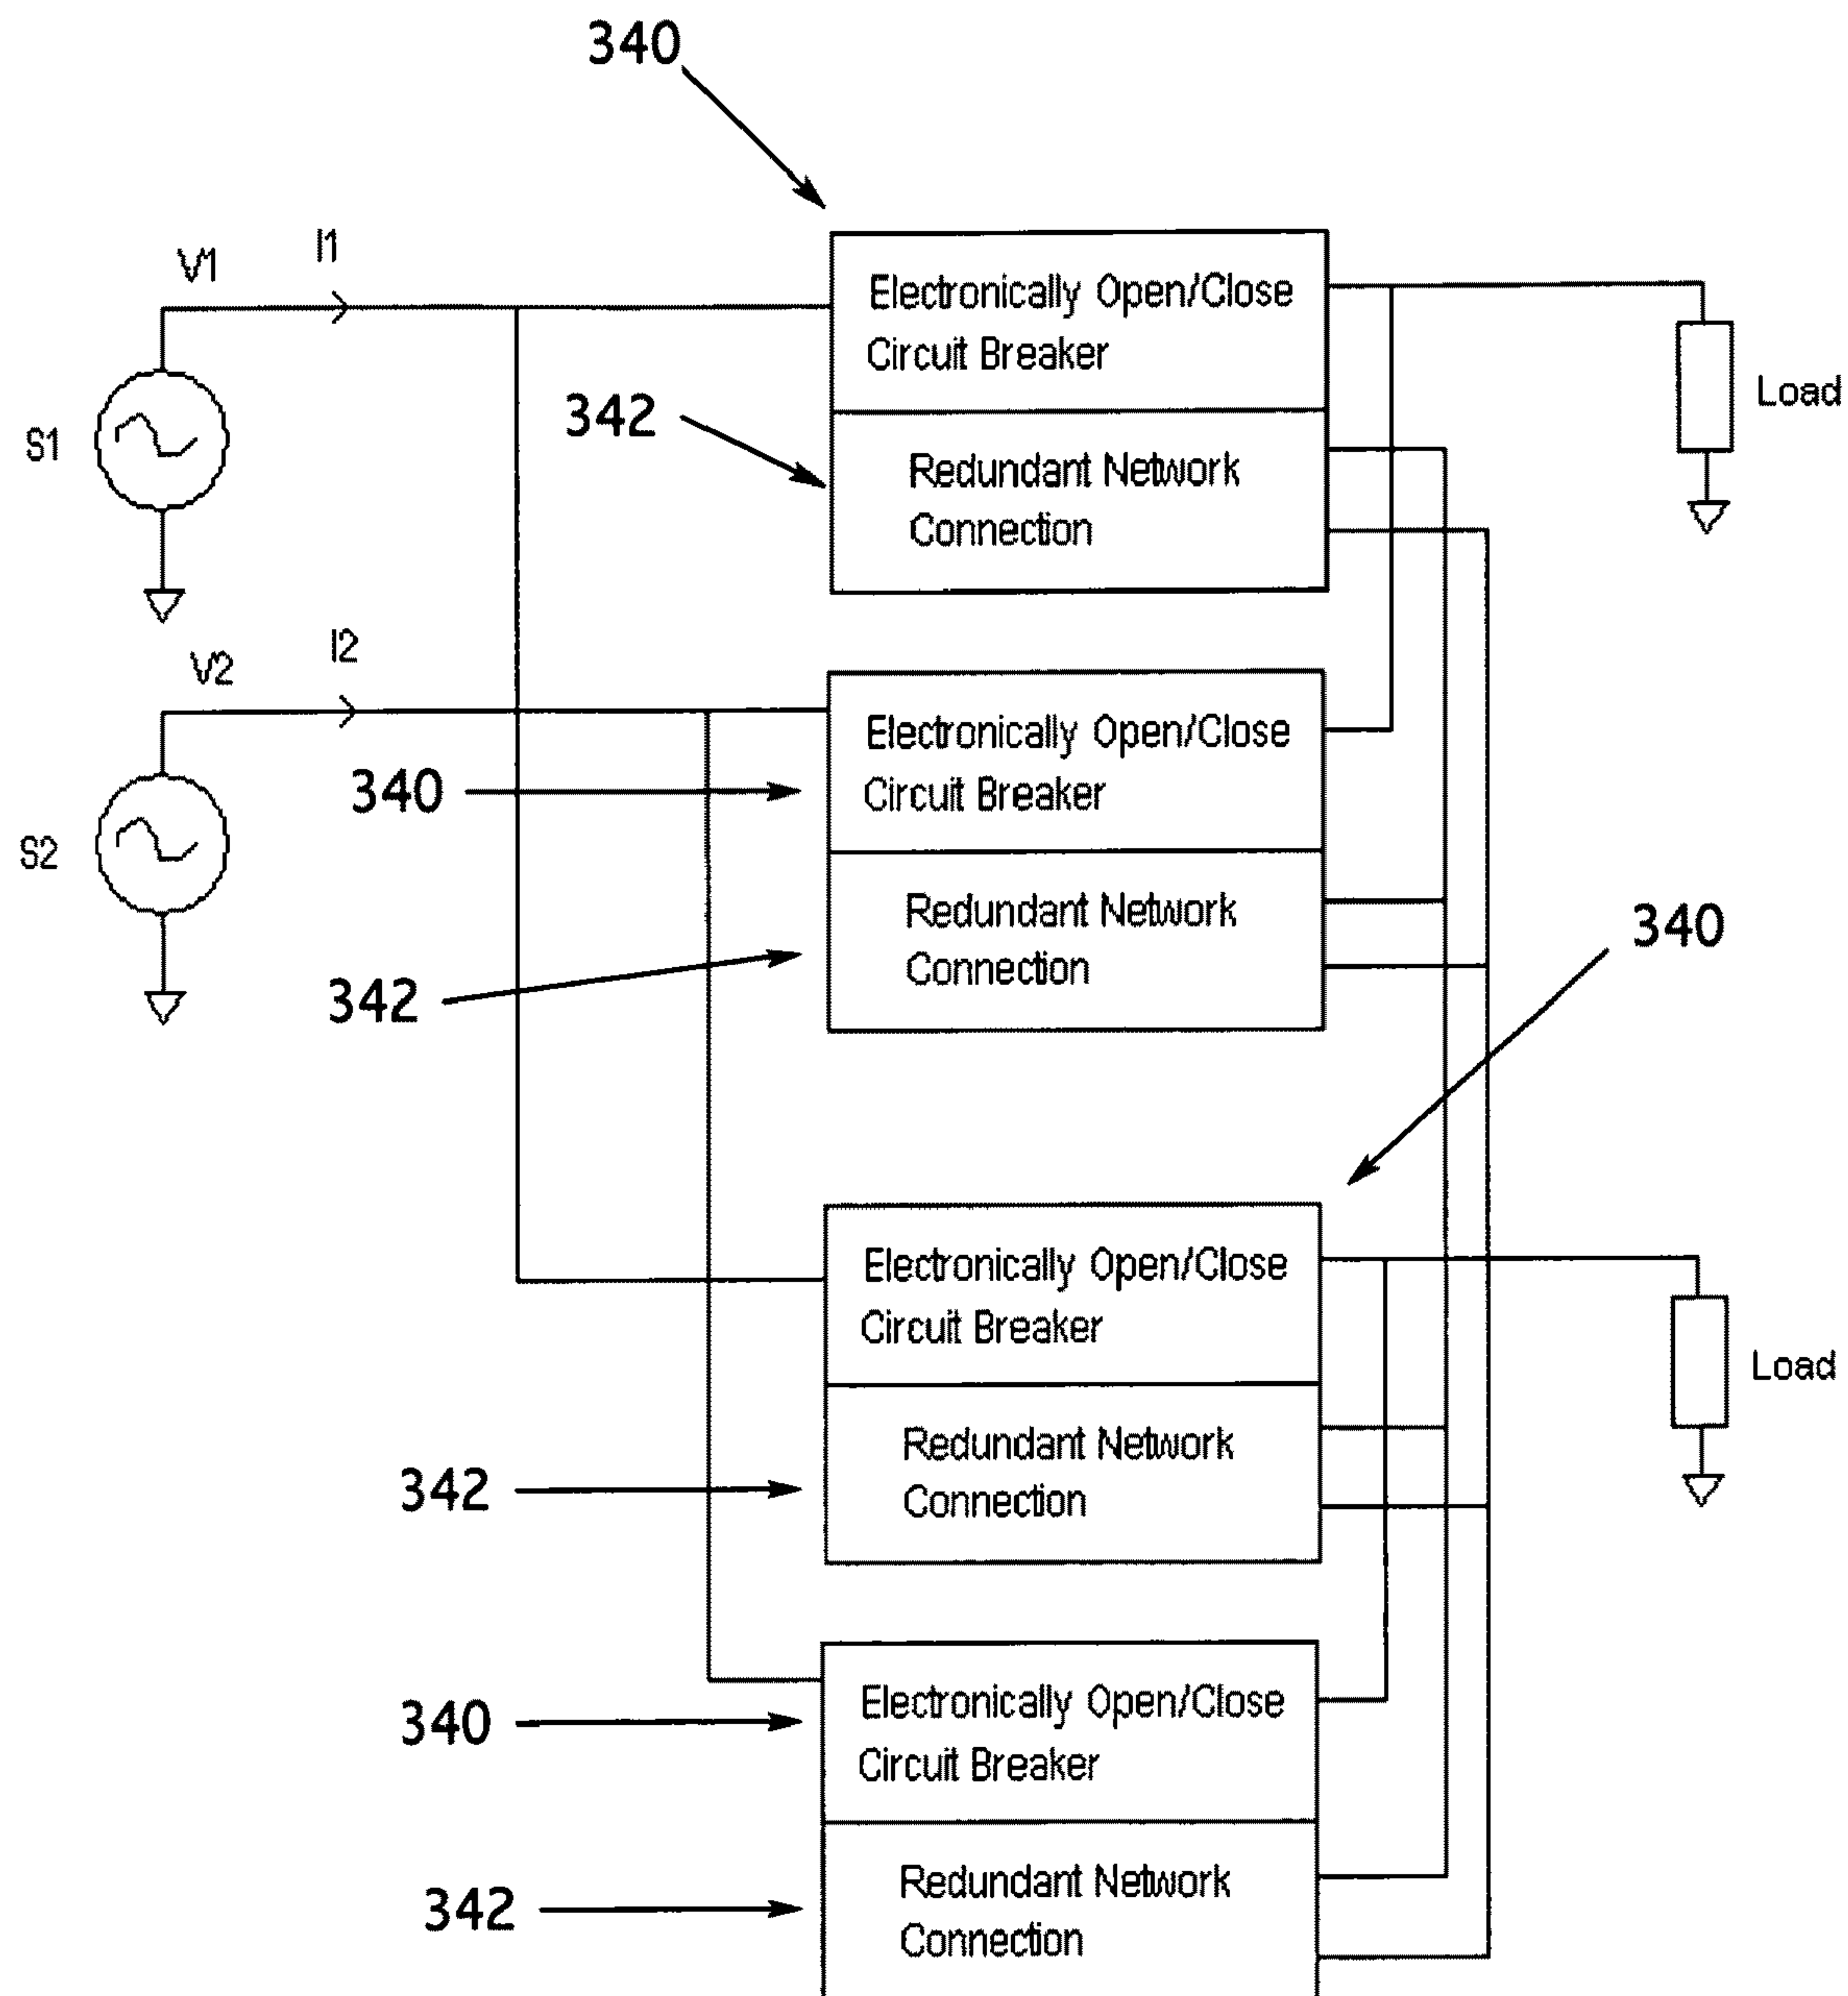 340
V1
I1
Electronically Open/Close
Circuit Breaker
S1
342
Redundant Network
Connection
Load
V2
I2
Electronically Open/Close
Circuit Breaker
340
S2
342
Redundant Network
Connection
340
Electronically Open/Close
Circuit Breaker
Load
342
Redundant Network
Connection
340
Electronically Open/Close
Circuit Breaker
342
Redundant Network
Connection